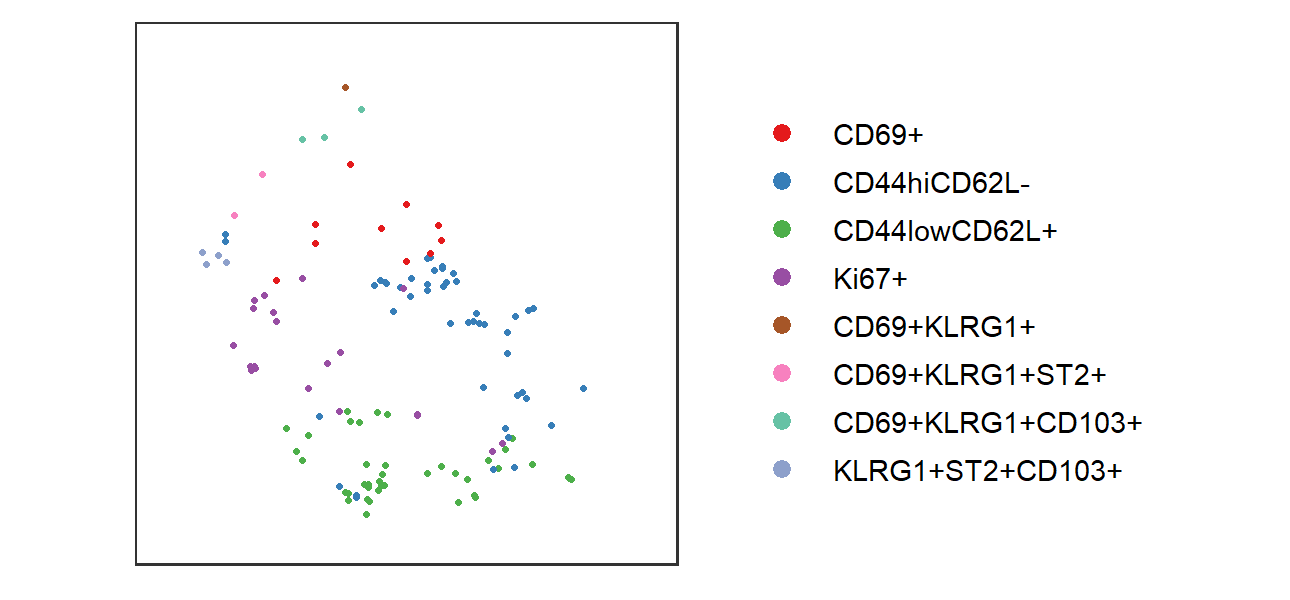 CD69+
CD44hiCD62L-
CD44lowCD62L+
Ki67+
CD69+KLRG1+
CD69+KLRG1+ST2+
CD69+KLRG1+CD103+
KLRG1+ST2+CD103+